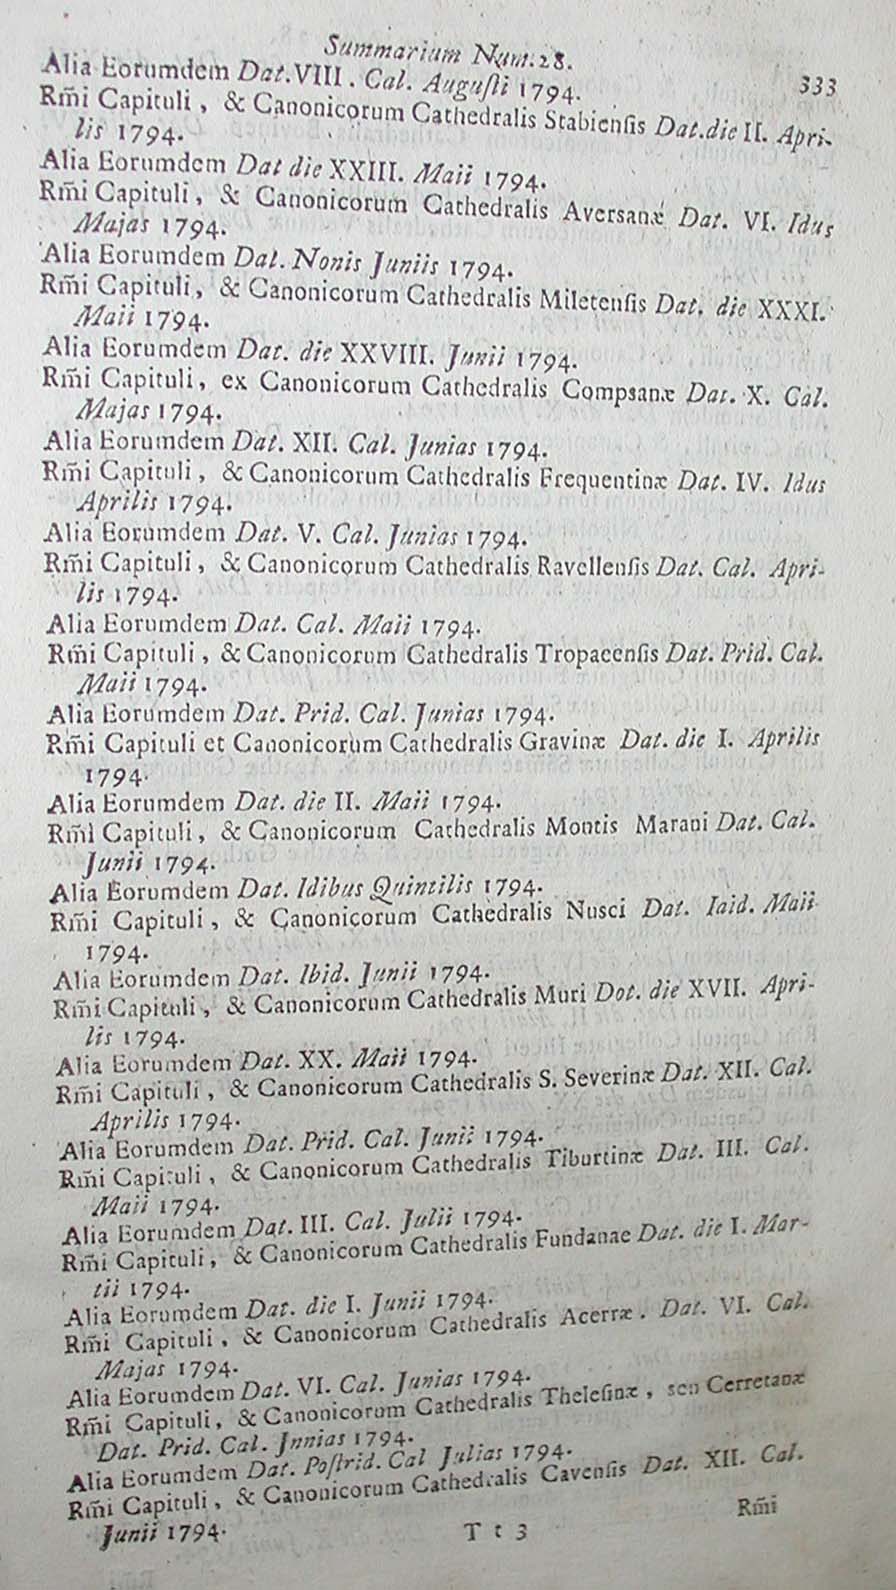 Summarium Num. 28.
333
Alia Eorumdem Dat. VIII. Cal. Auguſti 1794.
Rm̃i Capituli, & Canonicorum Cathedralis Stabienſis Dat. die II. Apri-
lis 1794.
Alia Eorumdem Dat die XXIII. Maii 1794.
Rm̃i Capituli, & Canonicorum Cathedralis Aversanæ Dat. VI. Idus
Majas 1794.
Alia Eorumdem Dat. Nonis Juniis 1794.
Rm̃i Capituli, & Canonicorum Cathedralis Miletenſis Dat. die XXXI.
Maii 1794.
Alia Eorumdem Dat. die XXVIII. Junii 1794.
Rm̃i Capituli, ex Canonicorum Cathedralis Compsanæ Dat. X. Cal.
Majas 1794.
Alia Eorumdem Dat. XII. Cal. Junias 1794.
Rm̃i Capituli, & Canonicorum Cathedralis Frequentinæ Dat. IV. Idus
Aprilis 1794.
Alia Eorumdem Dat. V. Cal. Junias 1794.
Rm̃i Capituli, & Canonicorum Cathedralis Ravellenſis Dat. Cal. Apri-
lis 1794.
Alia Eorumdem Dat. Cal. Maii 1794.
Rm̃i Capituli, & Canonicorum Cathedralis Tropaeenſis Dat. Prid. Cal.
Maii 1794.
Alia Eorumdem Dat. Prid. Cal. Junias 1794.
Rm̃i Capituli et Canonicorum Cathedralis Gravinæ Dat. die I. Aprilis
1794.
Alia Eorumdem Dat. die II. Maii 1794.
Rm̃i Capituli, & Canonicorum Cathedralis Montis Marani Dat. Cal.
Junii 1794.
Alia Eorumdem Dat. Idibus Quintilis 1794.
Rm̃i Capituli, & Canonicorum Cathedralis Nusci Dat. Iaid. Maii
1794.
Alia Eorumdem Dat. Ibid. Junii 1794.
Rm̃i Capituli, & Canonicorum Cathedralis Muri Dot. die XVII. Apri-
lis 1794.
Alia Eorumdem Dat. XX. Maii 1794.
Rm̃i Capituli, & Canonicorum Cathedralis S. Severinæ Dat. XII. Cal.
Aprilis 1794.
Alia Eorumdem Dat. Prid. Cal. Junii 1794.
Rm̃i Capituli, & Canonicorum Cathedralis Tiburtinæ Dat. III. Cal.
Maii 1794.
Alia Eorumdem Dat. III. Cal. Julii 1794.
Rm̃i Capituli, & Canonicorum Cathedralis Fundanae Dat. die I. Mar-
tii 1794.
Alia Eorumdem Dat. die I. Junii 1794.
Rm̃i Capituli, & Canonicorum Cathedralis Acerræ. Dat. VI. Cal.
Majas 1794.
Alia Eorumdem Dat. VI. Cal. Junias 1794.
Rm̃i Capituli, & Canonicorum Cathedralis Theleſinæ, seu Cerretanæ
Dat. Prid. Cal. Jnnias 1794.
Alia Eorumdem Dat. Poſtrid. Cal Julias 1794.
Rm̃i Capituli, & Canonicorum Cathedralis Cavenſis Dat. XII. Cal.
Junii 1794.
T t 3
Rm̃i